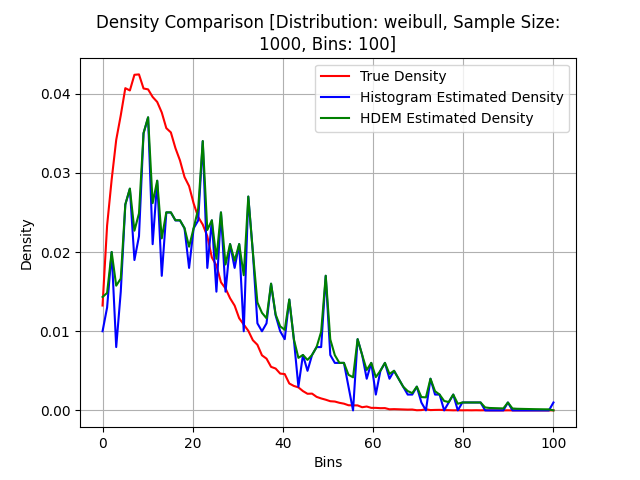 Density Comparison [Distribution: weibull, Sample Size:
1000, Bins: 100]
True Density
Histogram Estimated Density
HDEM Estimated Density
Density
0.04
0.03
0.02
0.01
0.00
0 20 40 60 80 100
Bins